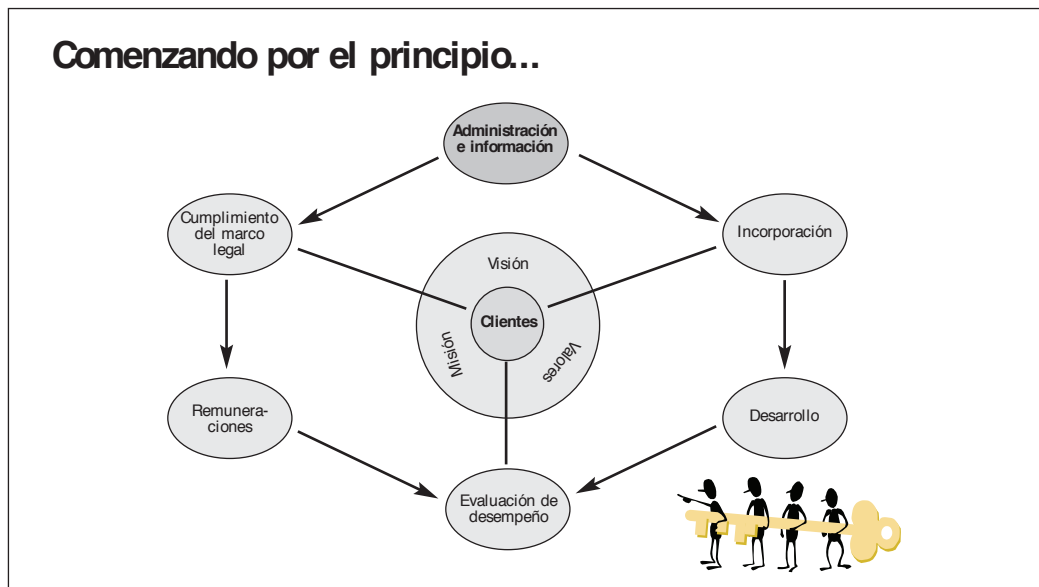 Comenzando por el principio...
Administración
e información
Cumplimiento
del marco
legal
Incorporación
Visión
Clientes
Misión
Valores
Remunera-
ciones
Desarrollo
Evaluación de
desempeño